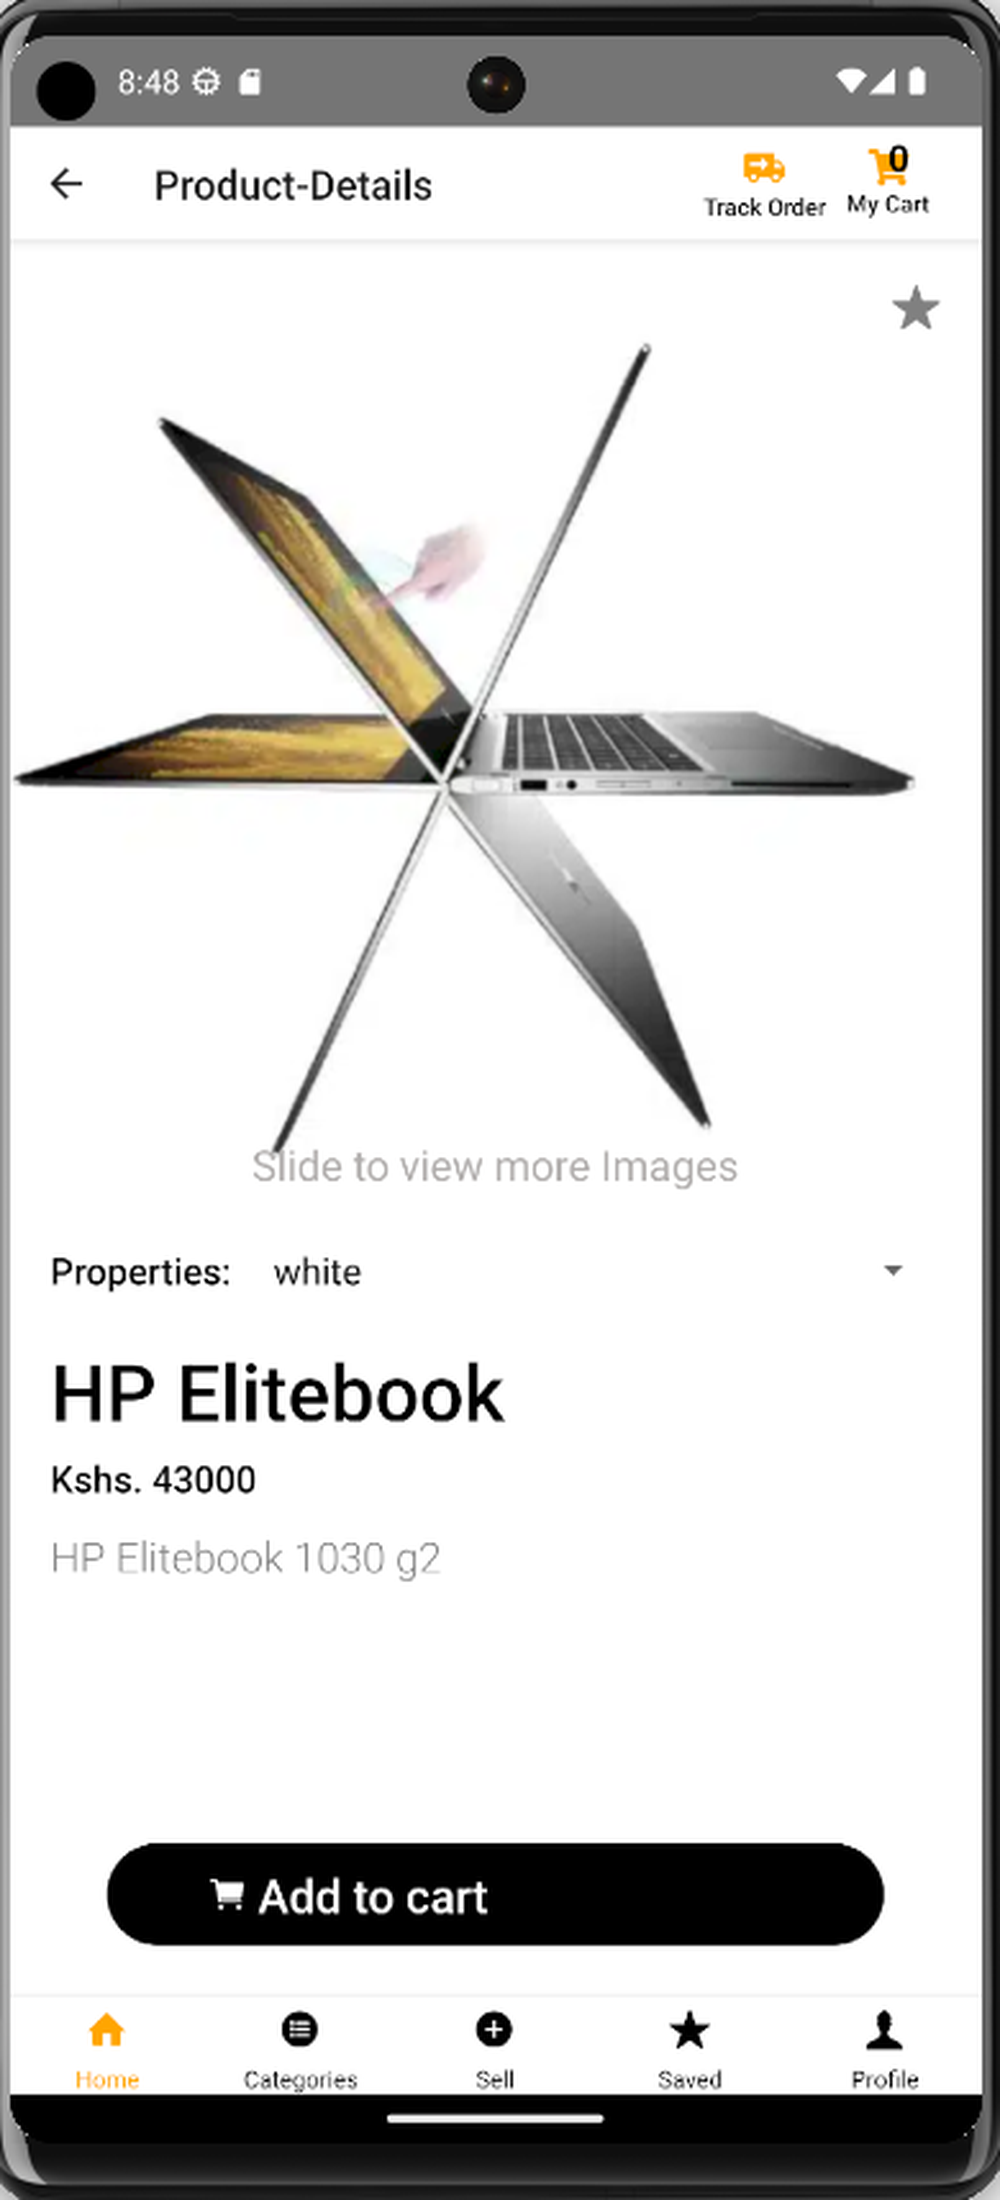 8:48
Product-Details
Track Order
0
My Cart
Slide to view more Images
Properties: white
HP Elitebook
Kshs. 43000
HP Elitebook 1030 g2
Add to cart
Home Categories Sell Saved Profile